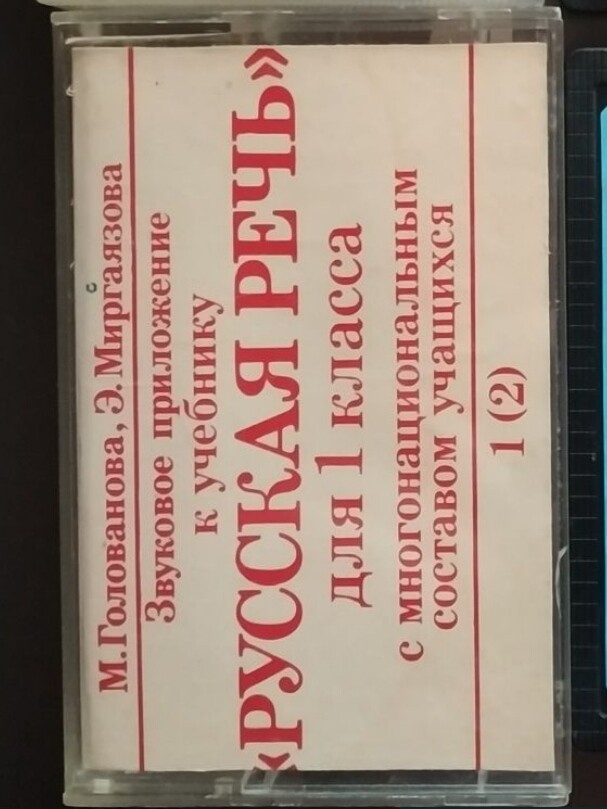 М. Голованова, Э. Миргаязова
Звуковое приложение
к учебнику
«РУССКАЯ РЕЧЬ»
для 1 класса
с многонациональным
составом учащихся
1 (2)